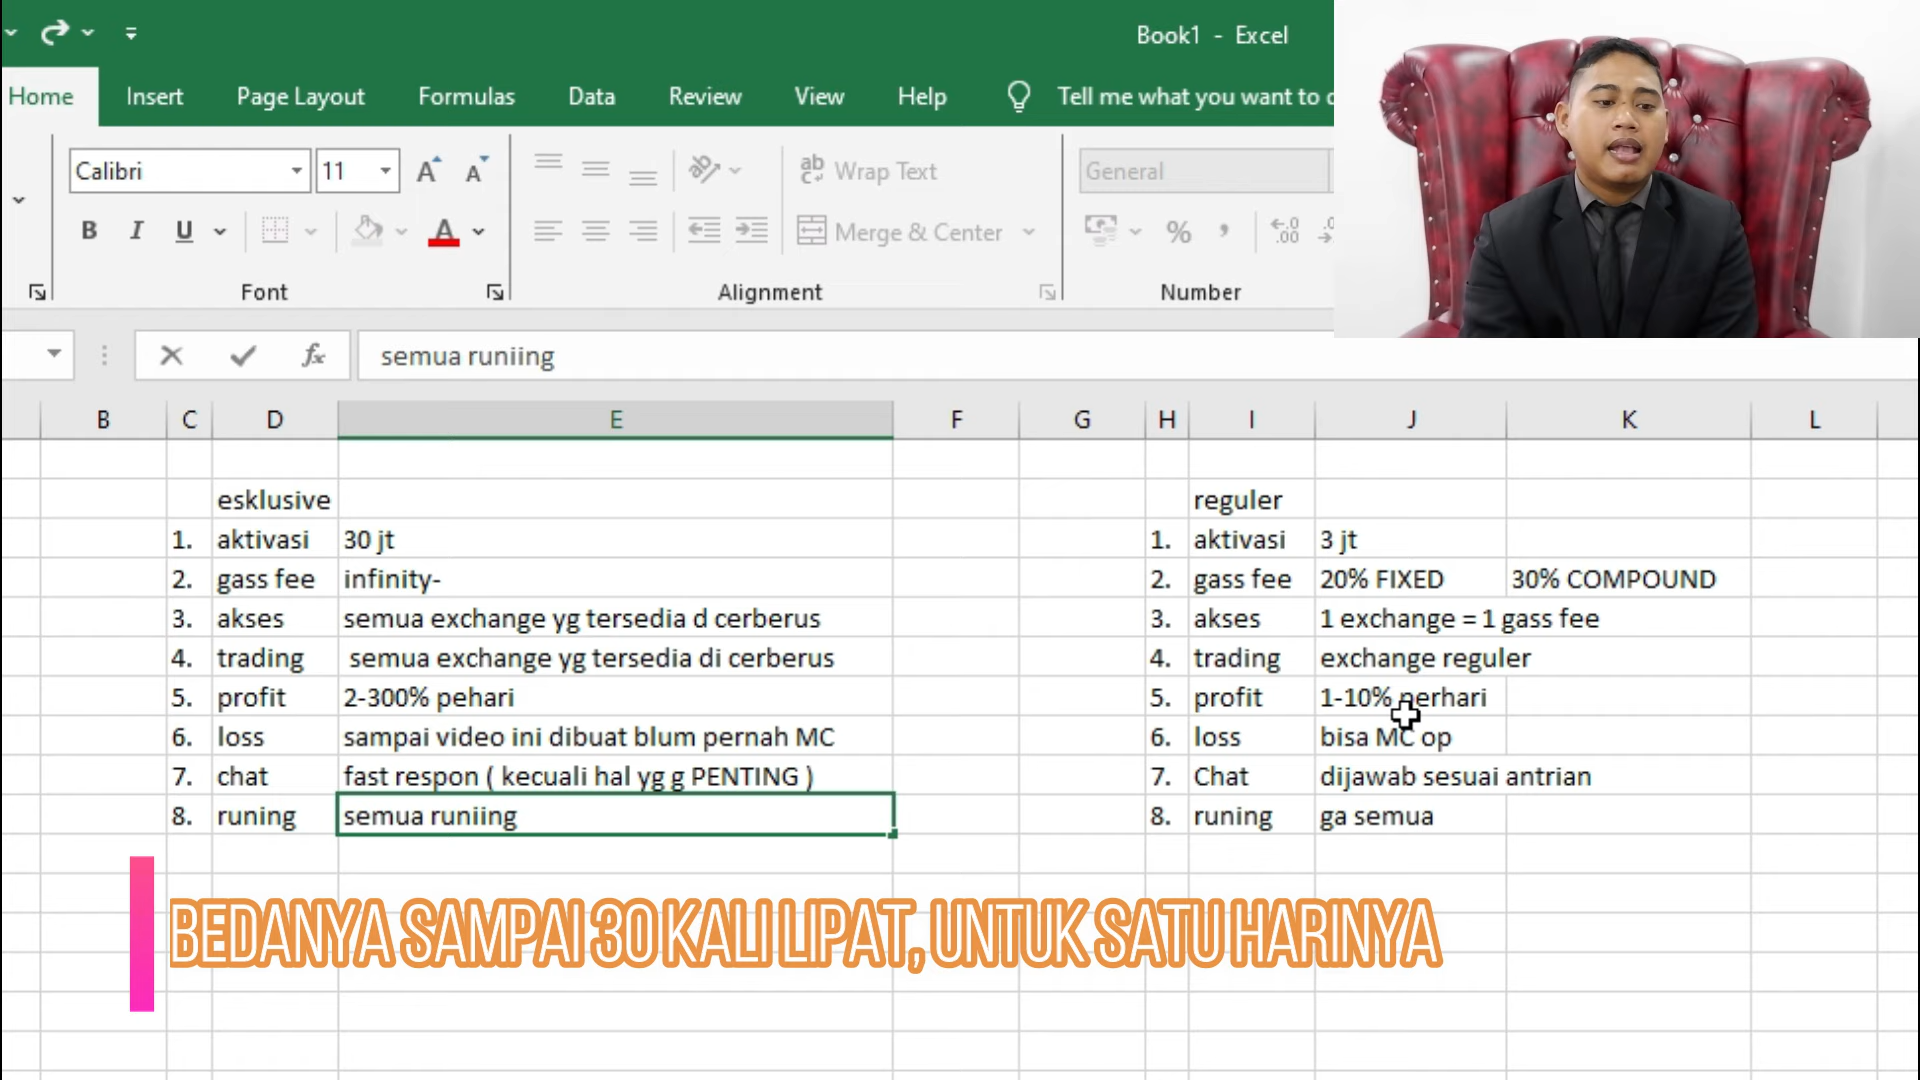 Book1 - Excel
Home Insert Page Layout Formulas Data Review View Help Tell me what you want to
Calibri 11 A A ab Wrap Text General
B I U A Merge & Center % ,
Font Alignment Number
fx semua runiing
B C D E F G H I J K L
esklusive reguler
1. aktivasi 30 jt 1. aktivasi 3 jt
2. gass fee infinity- 2. gass fee 20% FIXED 30% COMPOUND
3. akses semua exchange yg tersedia d cerberus 3. akses 1 exchange = 1 gass fee
4. trading semua exchange yg tersedia di cerberus 4. trading exchange reguler
5. profit 2-300% pehari 5. profit 1-10% perhari
6. loss sampai video ini dibuat blum pernah MC 6. loss bisa MC op
7. chat fast respon ( kecuali hal yg g PENTING ) 7. Chat dijawab sesuai antrian
8. runing semua runiing 8. runing ga semua
BEDANYA SAMPAI 30 KALI LIPAT, UNTUK SATU HARINYA